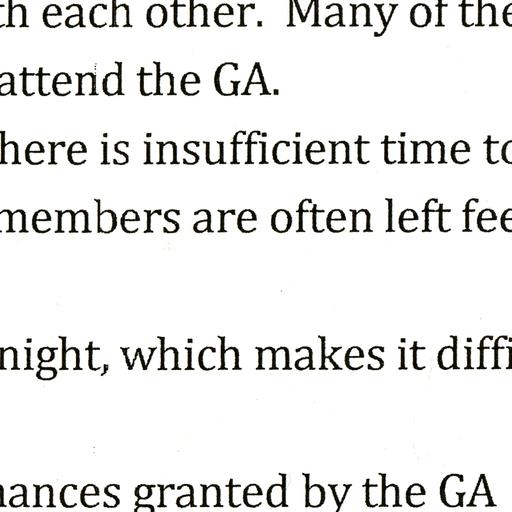 th each other.  Many of the
attend the GA.
here is insufficient time to
members are often left fee
night, which makes it diffi
nances granted by the GA